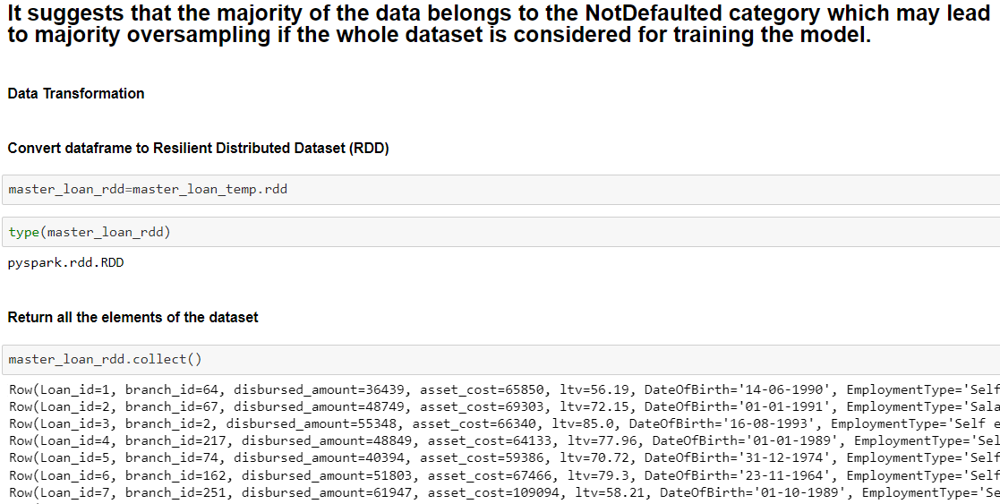 It suggests that the majority of the data belongs to the NotDefaulted category which may lead
to majority oversampling if the whole dataset is considered for training the model.
Data Transformation
Convert dataframe to Resilient Distributed Dataset (RDD)
master_loan_rdd=master_loan_temp.rdd
type(master_loan_rdd)
pyspark.rdd.RDD
Return all the elements of the dataset
master_loan_rdd.collect()
Row(Loan_id=1, branch_id=64, disbursed_amount=36439, asset_cost=65850, ltv=56.19, DateOfBirth='14-06-1990', EmploymentType='Self
Row(Loan_id=2, branch_id=67, disbursed_amount=48749, asset_cost=69303, ltv=72.15, DateOfBirth='01-01-1991', EmploymentType='Sala
Row(Loan_id=3, branch_id=2, disbursed_amount=55348, asset_cost=66340, ltv=85.0, DateOfBirth='16-08-1993', EmploymentType='Self e
Row(Loan_id=4, branch_id=217, disbursed_amount=48849, asset_cost=64133, ltv=77.96, DateOfBirth='01-01-1989', EmploymentType='Sel
Row(Loan_id=5, branch_id=74, disbursed_amount=40394, asset_cost=59386, ltv=70.72, DateOfBirth='31-12-1974', EmploymentType='Self
Row(Loan_id=6, branch_id=162, disbursed_amount=51803, asset_cost=67466, ltv=79.3, DateOfBirth='23-11-1964', EmploymentType='Self
Row(Loan_id=7, branch_id=251, disbursed_amount=61947, asset_cost=109094, ltv=58.21, DateOfBirth='01-10-1989', EmploymentType='Se